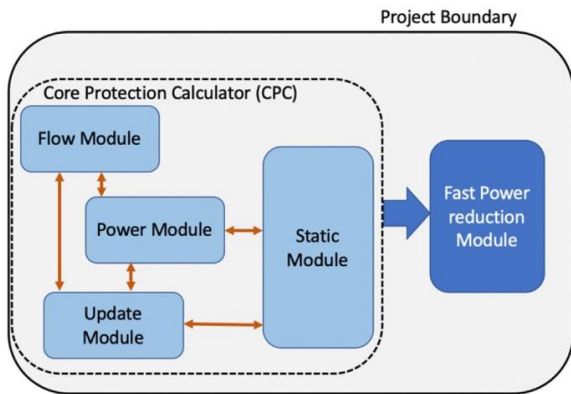 Project Boundary
Core Protection Calculator (CPC)
Flow Module
Power Module
Update
Module
Static
Module
Fast Power
reduction
Module